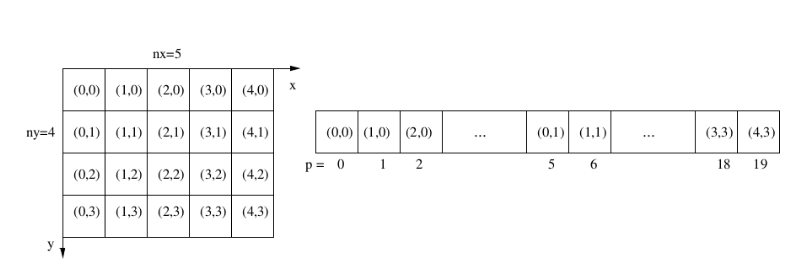 nx=5
x
(0,0) (1,0) (2,0) (3,0) (4,0)
ny=4 (0,1) (1,1) (2,1) (3,1) (4,1)
(0,2) (1,2) (2,2) (3,2) (4,2)
(0,3) (1,3) (2,3) (3,3) (4,3)
y
(0,0) (1,0) (2,0) ... (0,1) (1,1) ... (3,3) (4,3)
p = 0 1 2 5 6 18 19